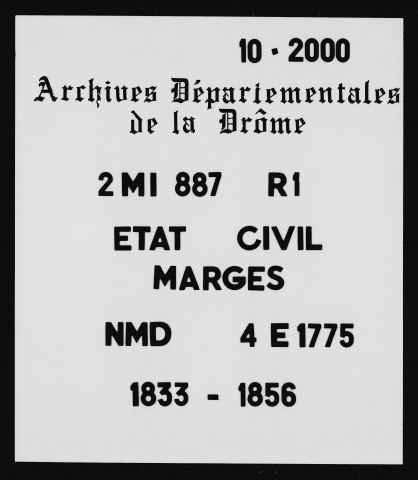 10 · 2000
Archives Départementales
de la Drôme
2 MI 887 R1
ETAT CIVIL
MARGES
NMD 4 E 1775
1833 - 1856